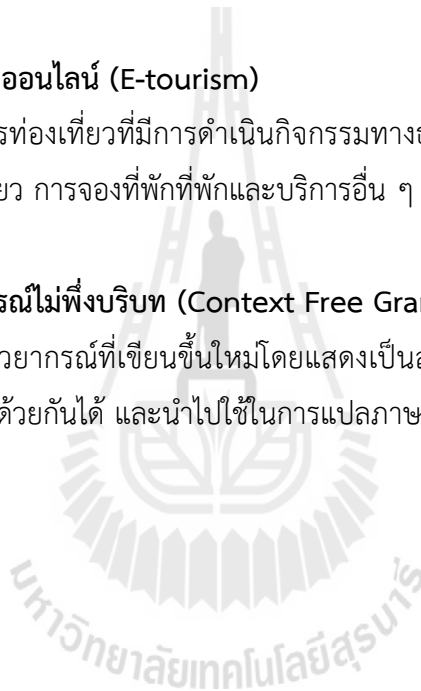 ออนไลน์ (E-tourism)
รท่องเที่ยวที่มีการดำเนินกิจกรรมทาง
ยว การจองที่พักที่พักและบริการอื่น ๆ
รณ์ไม่พึ่งบริบท (Context Free Gra
วยากรณ์ที่เขียนขึ้นใหม่โดยแสดงเป็น
ด้วยกันได้ และนำไปใช้ในการแปลภาษ
มหาวิทยาลัยเทคโนโลยีสุรนารี